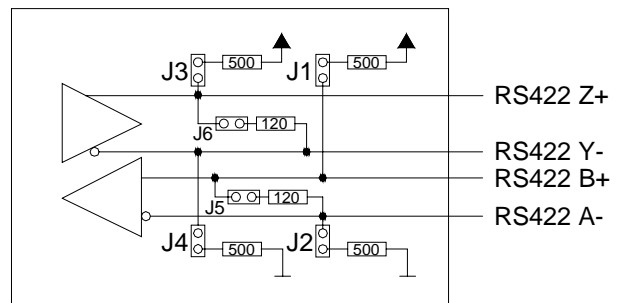 J3 500 J1 500
RS422 Z+
J6 120
RS422 Y-
RS422 B+
J5 120
RS422 A-
J4 500 J2 500